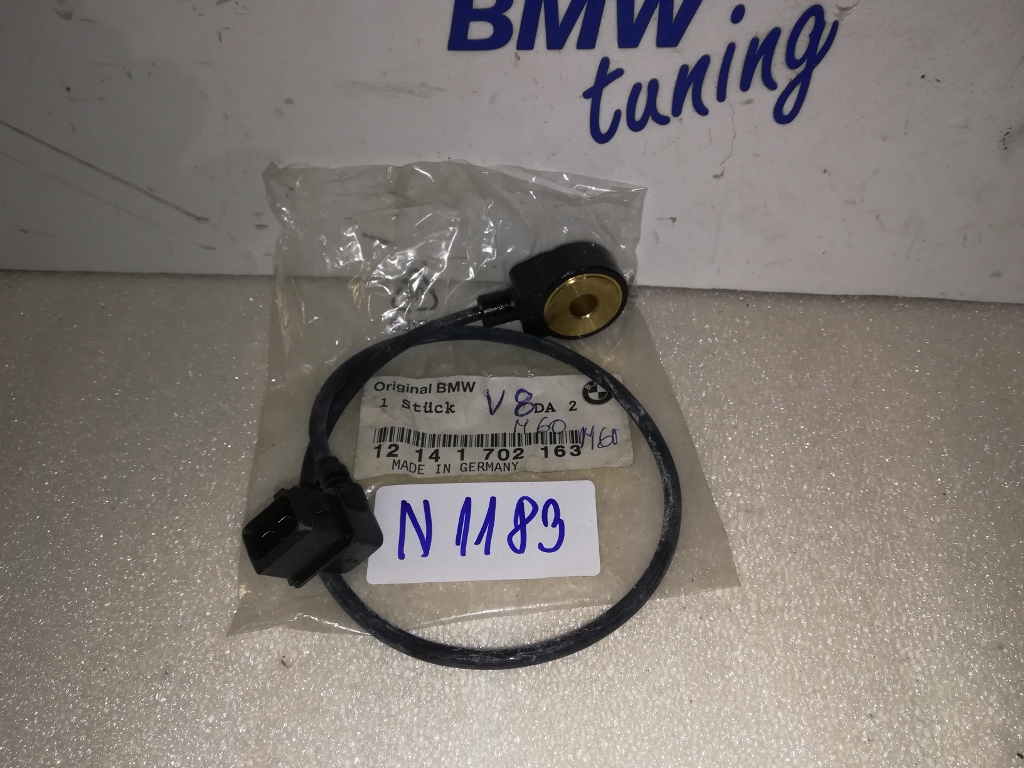 BMW
tuning
Original BMW
1 Stück V8 DA 2
M60 M60
12 14 1 702 163
MADE IN GERMANY
N 1183